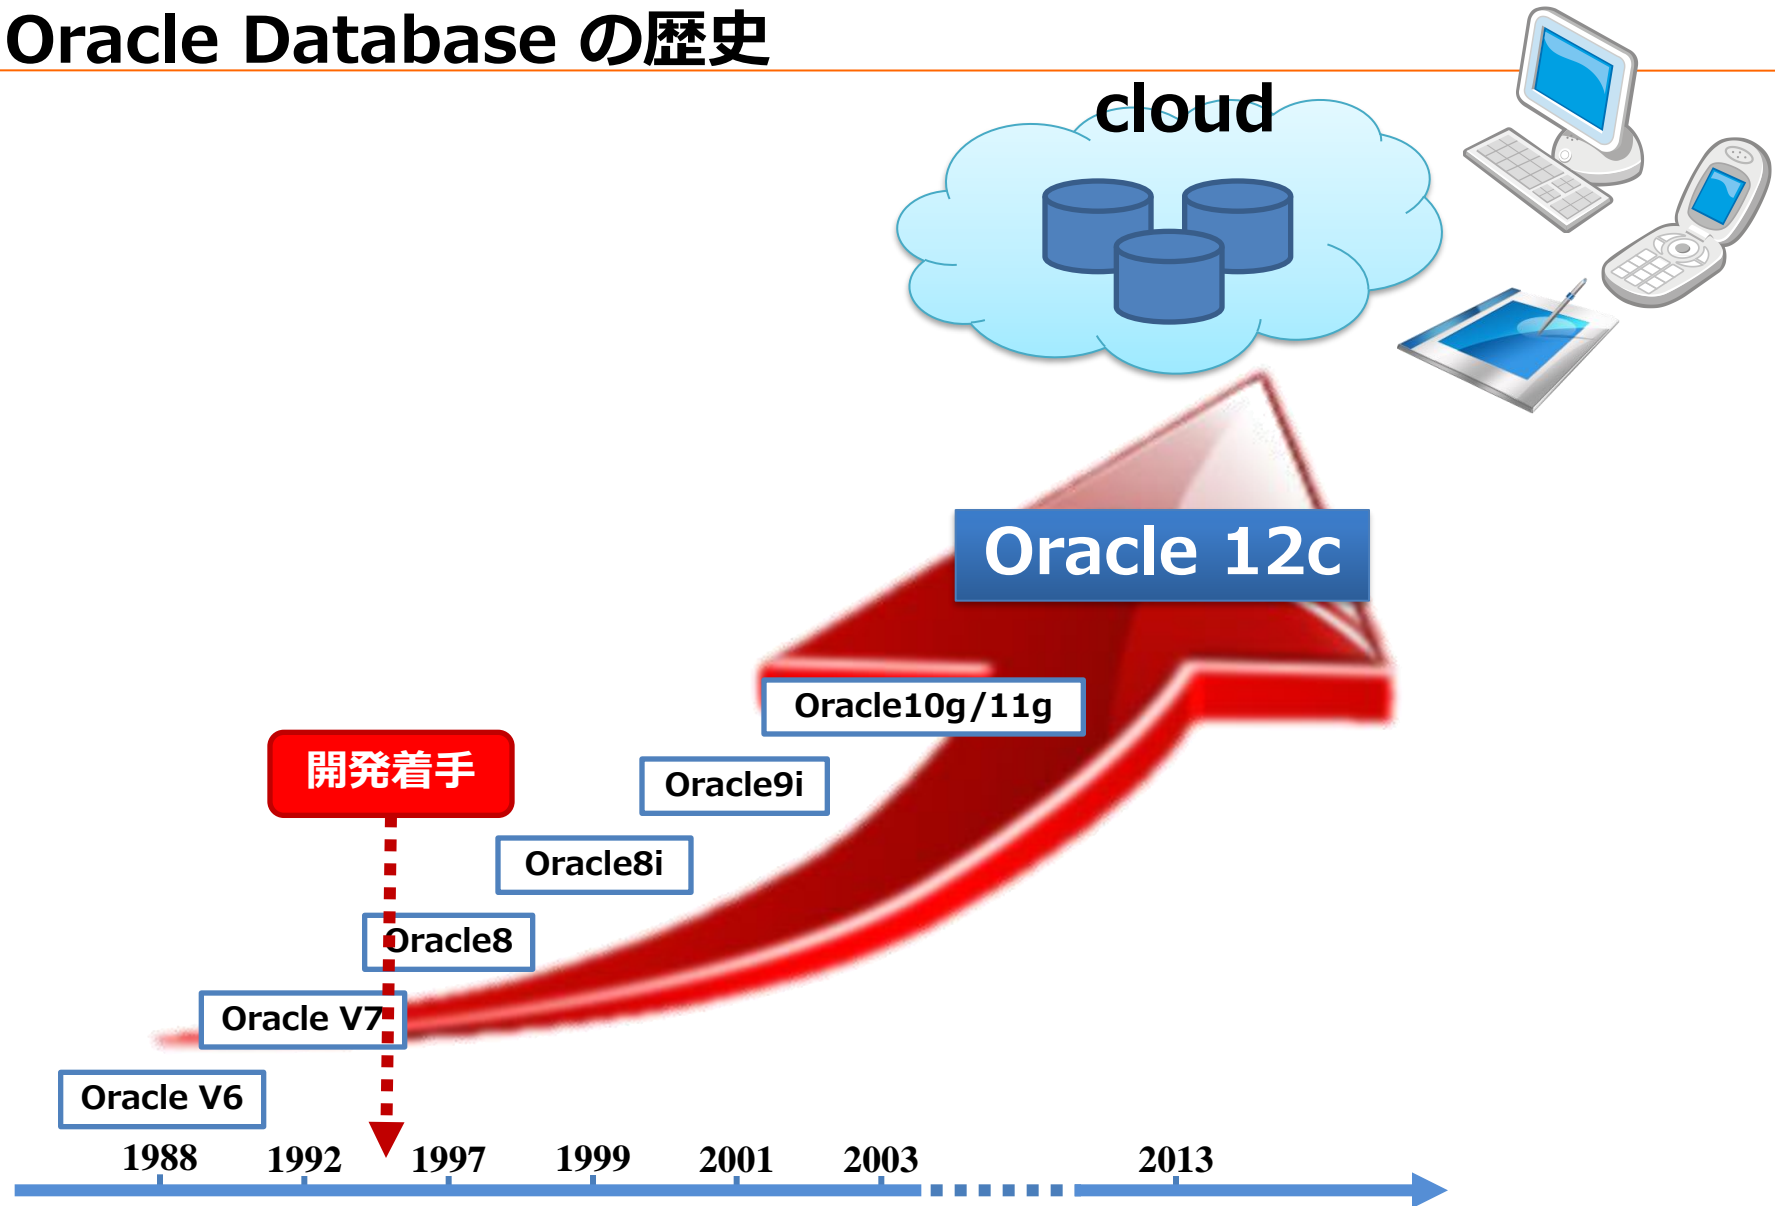 Oracle Database の歴史
cloud
Oracle 12c
Oracle10g/11g
開発着手
Oracle9i
Oracle8i
Oracle8
Oracle V7
Oracle V6
1988 1992 1997 1999 2001 2003 2013